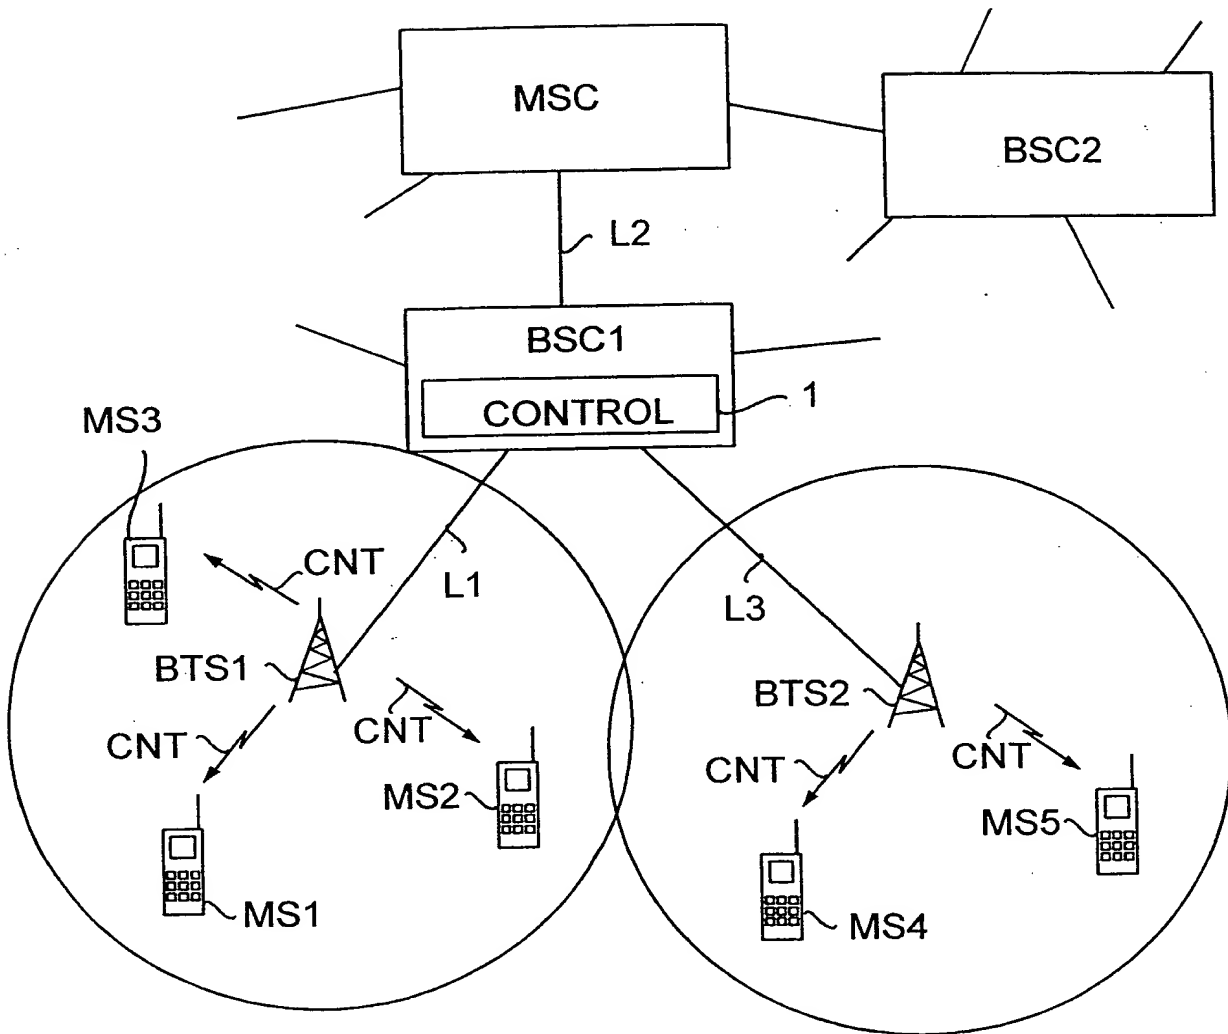 MSC
BSC2
L2
BSC1
CONTROL
1
MS3
CNT
L1
L3
BTS1
BTS2
CNT
CNT
CNT
CNT
MS2
MS5
MS1
MS4